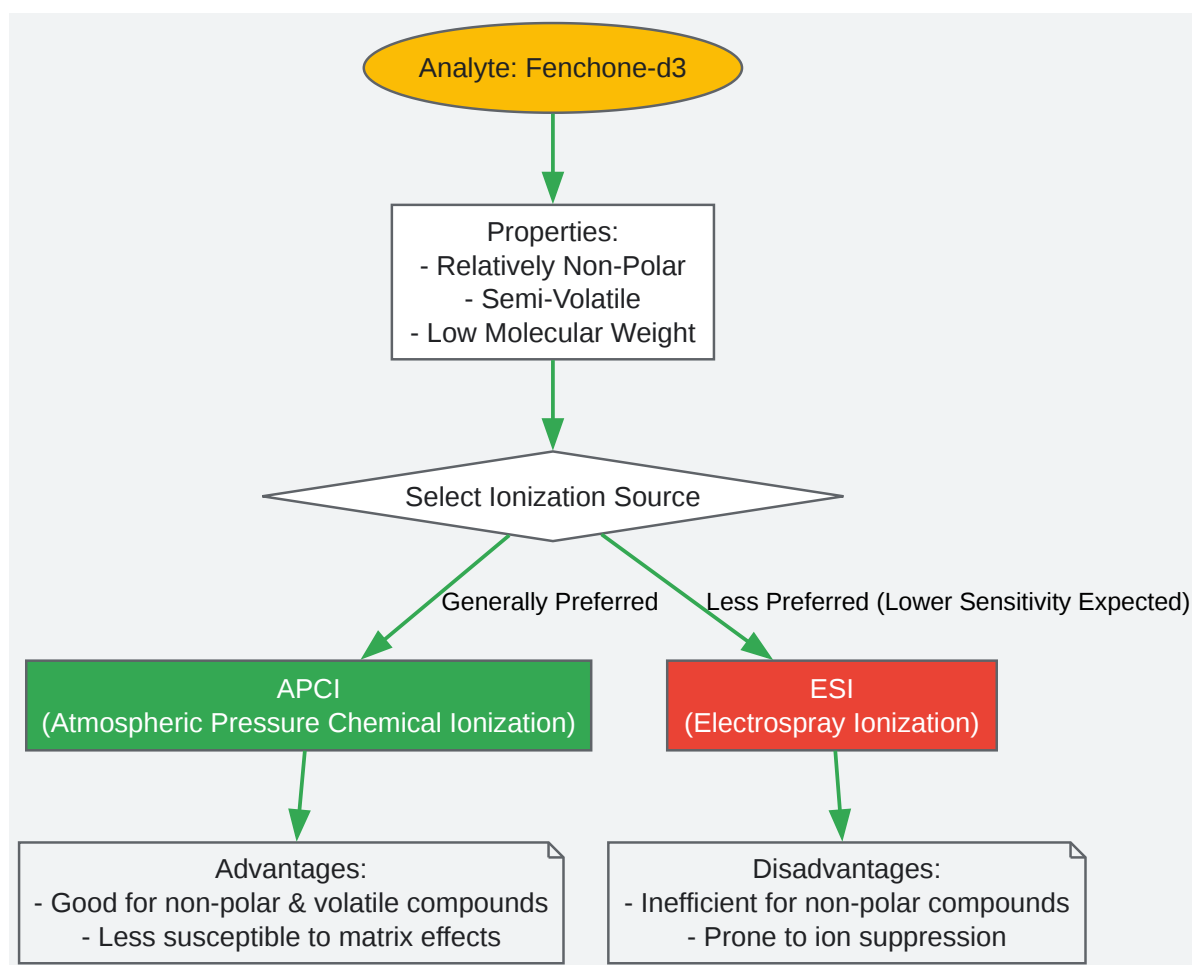 Analyte: Fenchone-d3
Properties:
- Relatively Non-Polar
- Semi-Volatile
- Low Molecular Weight
Select Ionization Source
Generally Preferred
Less Preferred (Lower Sensitivity Expected)
APCI
(Atmospheric Pressure Chemical Ionization)
ESI
(Electrospray Ionization)
Advantages:
- Good for non-polar & volatile compounds
- Less susceptible to matrix effects
Disadvantages:
- Inefficient for non-polar compounds
- Prone to ion suppression